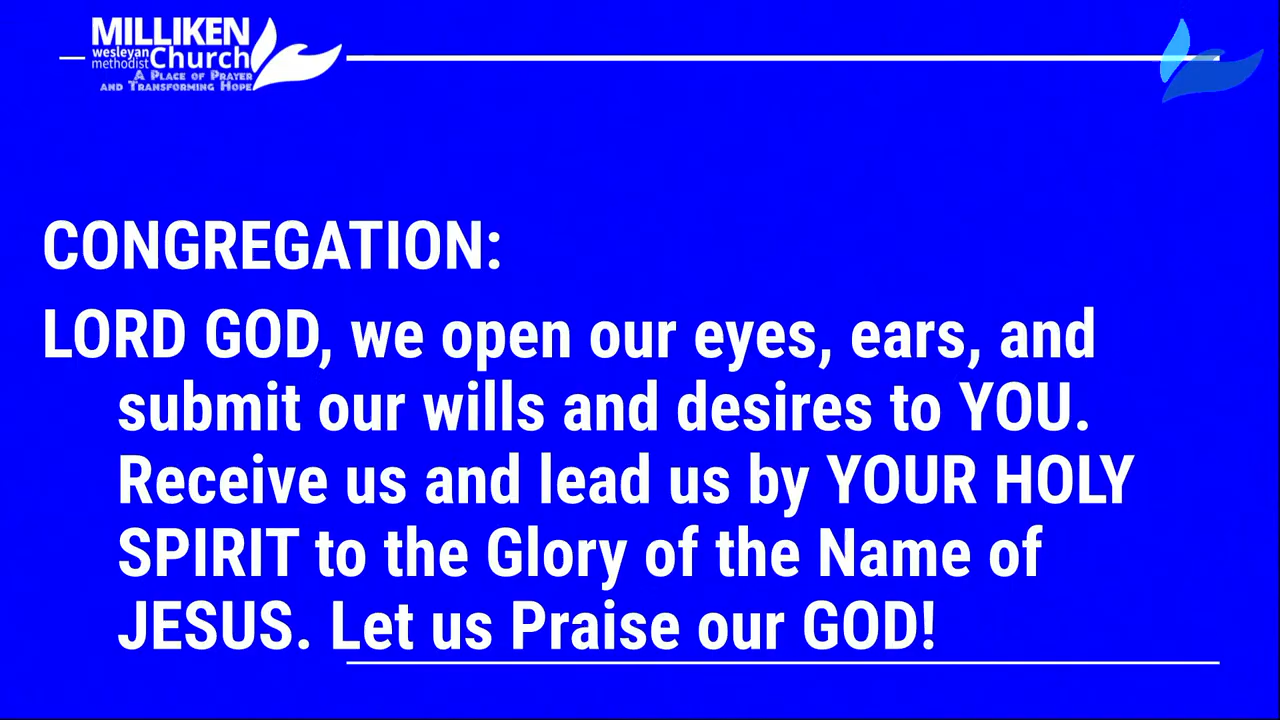 MILLIKEN
wesleyan
methodist Church
A Place of Prayer
and Transforming Hope
CONGREGATION:
LORD GOD, we open our eyes, ears, and
submit our wills and desires to YOU.
Receive us and lead us by YOUR HOLY
SPIRIT to the Glory of the Name of
JESUS. Let us Praise our GOD!